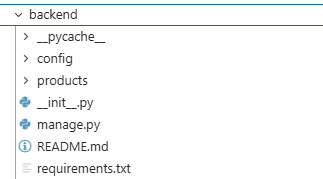 backend
__pycache__
config
products
__init__.py
manage.py
README.md
requirements.txt